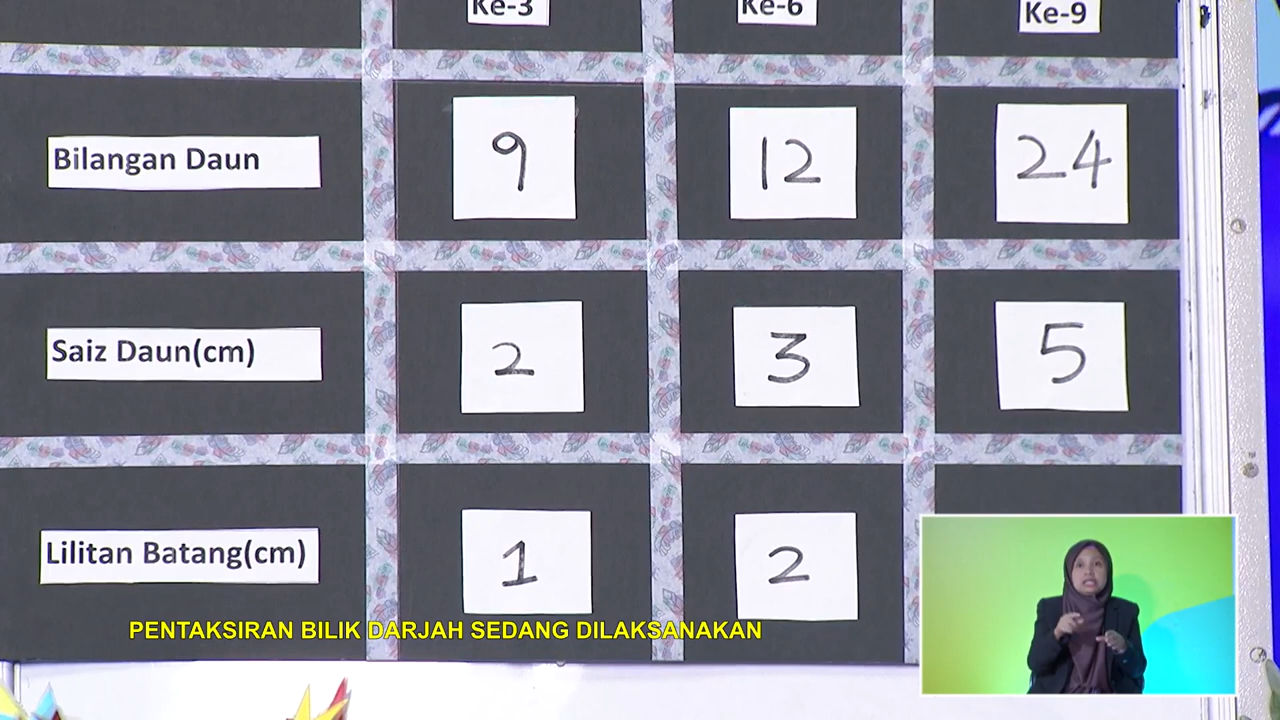 Ke-3 Ke-6 Ke-9
Bilangan Daun 9 12 24
Saiz Daun(cm) 2 3 5
Lilitan Batang(cm) 1 2
PENTAKSIRAN BILIK DARJAH SEDANG DILAKSANAKAN